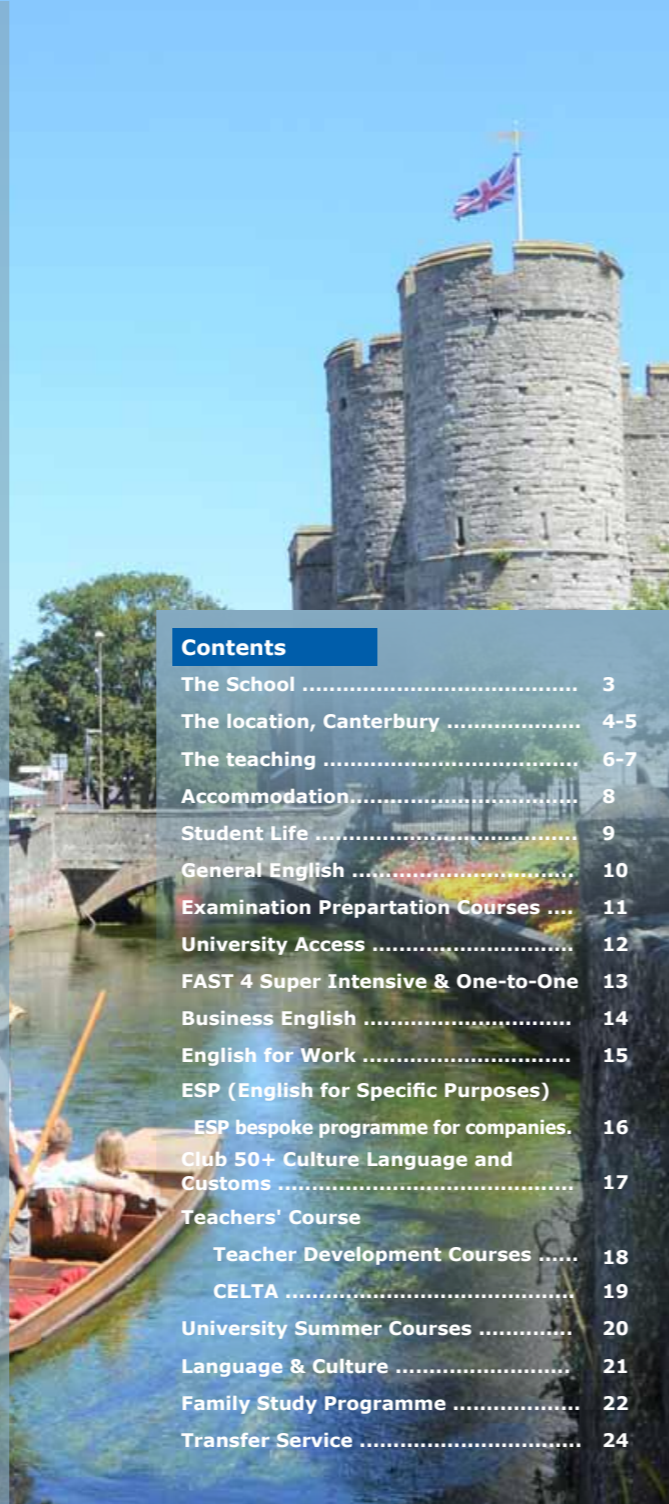 Contents
The School ......................................... 3
The location, Canterbury .................... 4-5
The teaching ...................................... 6-7
Accommodation.................................. 8
Student Life ....................................... 9
General English ................................. 10
Examination Prepartation Courses .... 11
University Access .............................. 12
FAST 4 Super Intensive & One-to-One 13
Business English ............................... 14
English for Work ............................... 15
ESP (English for Specific Purposes)
ESP bespoke programme for companies. 16
Club 50+ Culture Language and
Customs ............................................ 17
Teachers' Course
Teacher Development Courses ...... 18
CELTA ........................................... 19
University Summer Courses .............. 20
Language & Culture .......................... 21
Family Study Programme ................... 22
Transfer Service ................................. 24